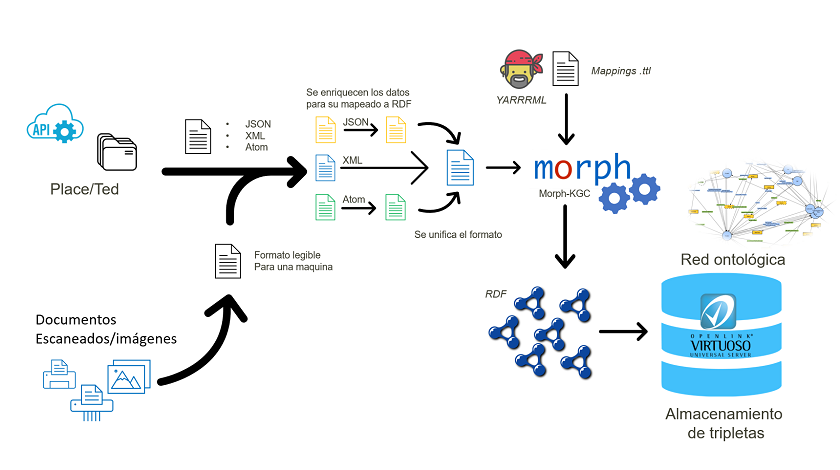 API
Place/Ted
JSON
XML
Atom
Formato legible
Para una maquina
Documentos
Escaneados/imágenes
Se enriquecen los datos
para su mapeado a RDF
JSON
XML
Atom
Se unifica el formato
YARRRML
Mappings .ttl
morph
Morph-KGC
RDF
Red ontológica
OPENLINK
VIRTUOSO
UNIVERSAL SERVER
Almacenamiento
de tripletas